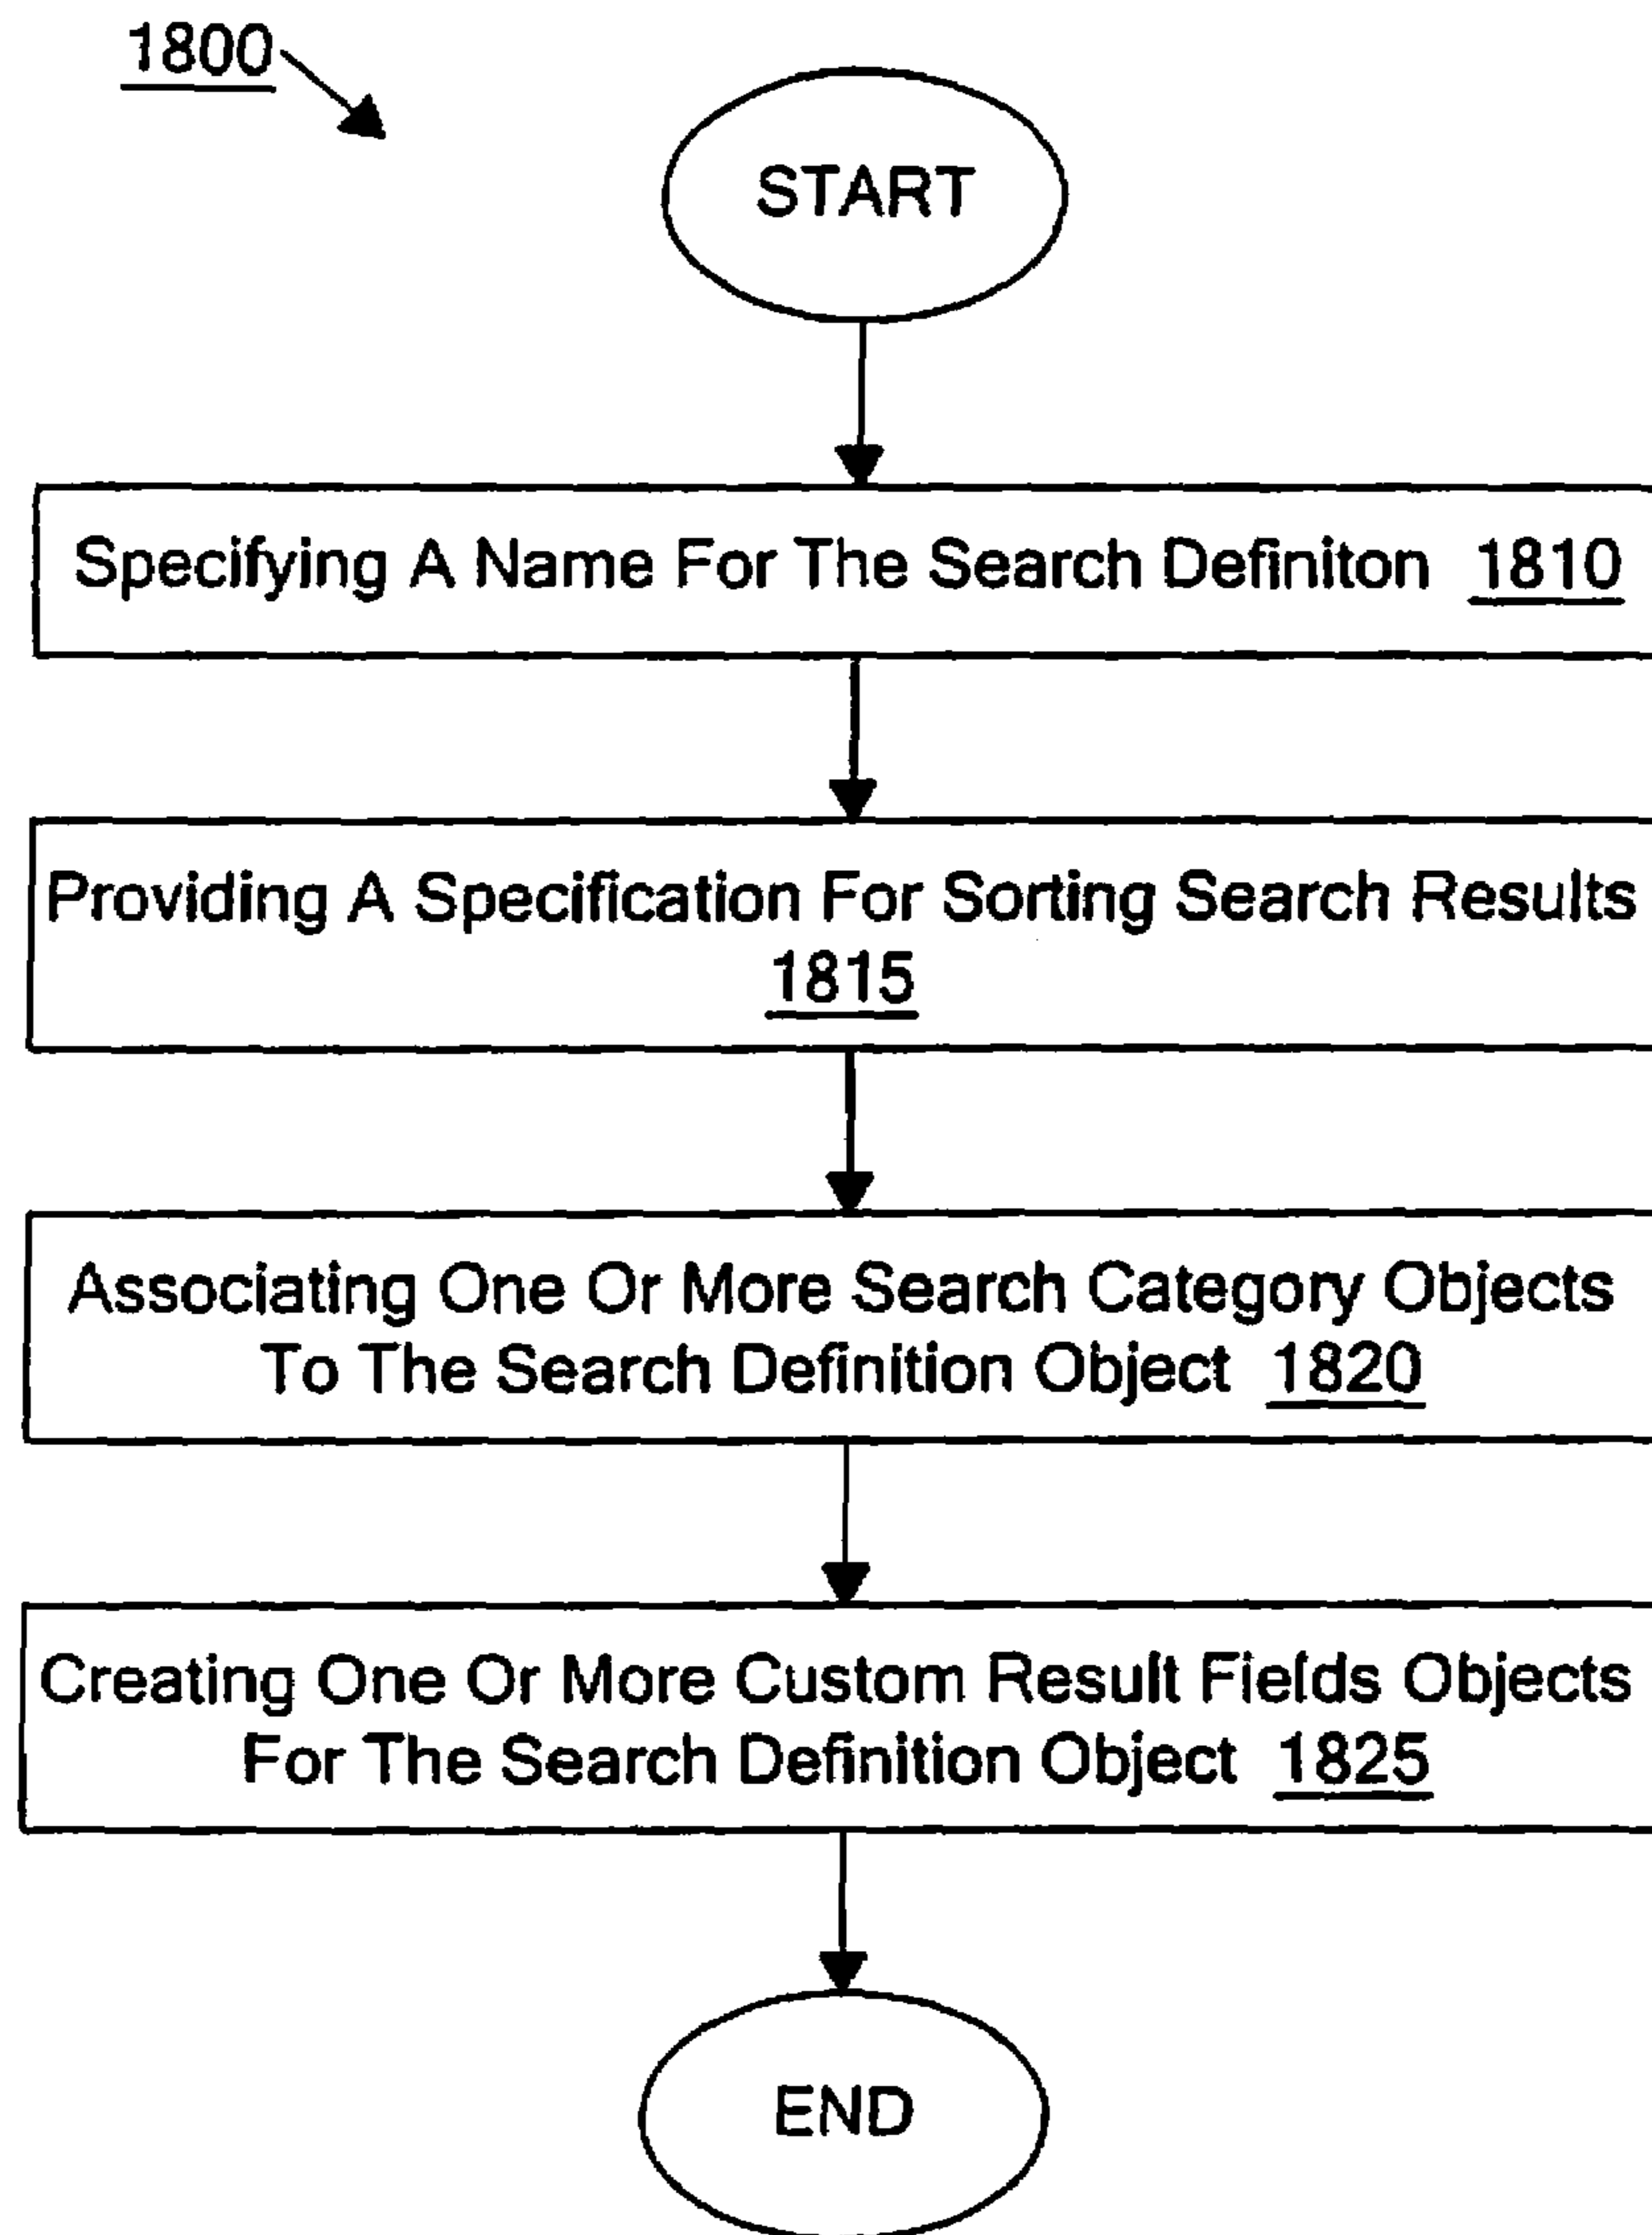 1800
START
Specifying A Name For The Search Definiton 1810
Providing A Specification For Sorting Search Results
1815
Associating One Or More Search Category Objects
To The Search Definition Object 1820
Creating One Or More Custom Result Fields Objects
For The Search Definition Object 1825
END